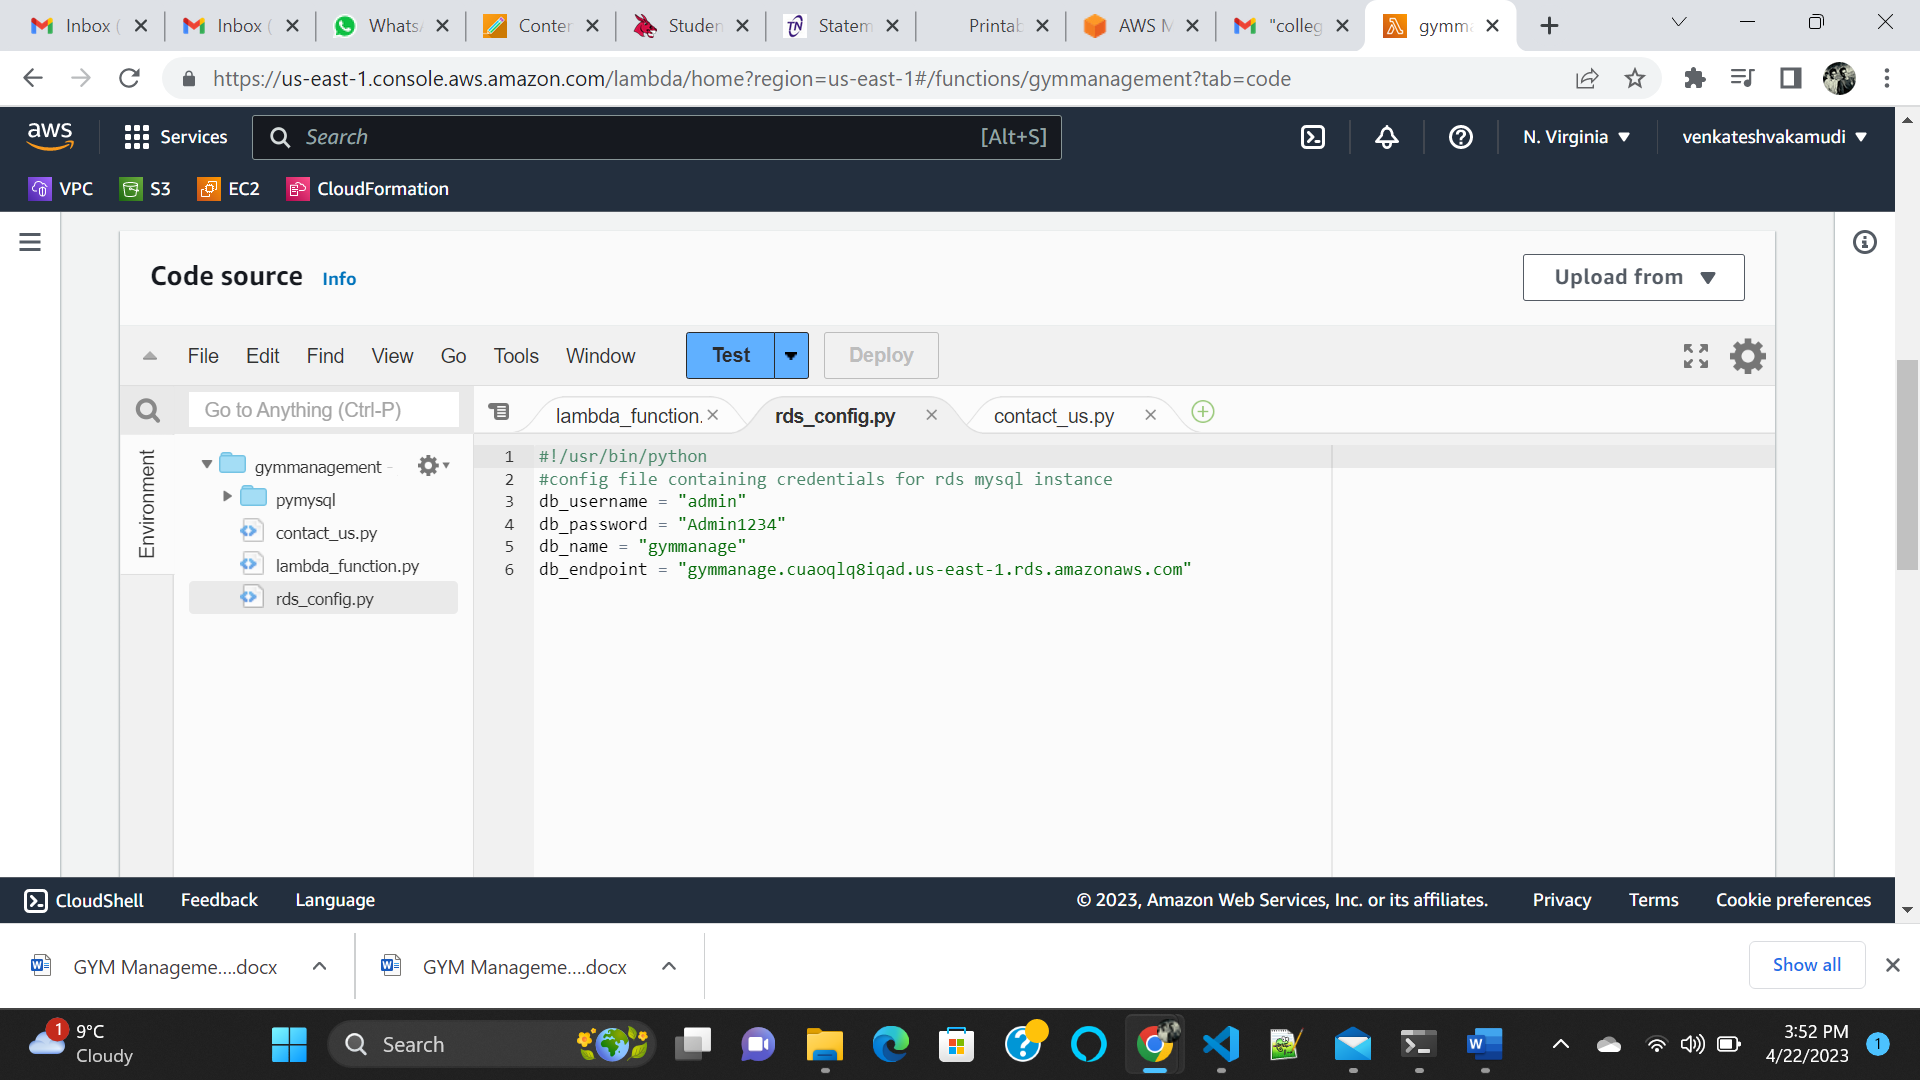 Inbox (
Inbox (
Whats
Conter
Studen
Statem
Printab
AWS M
"colleg
gymma
https://us-east-1.console.aws.amazon.com/lambda/home?region=us-east-1#/functions/gymmanagement?tab=code
aws
Services
Search
[Alt+S]
N. Virginia
venkateshvakamudi
VPC
S3
EC2
CloudFormation
Code source
Info
Upload from
File Edit Find View Go Tools Window
Test
Deploy
Go to Anything (Ctrl-P)
lambda_function.
rds_config.py
contact_us.py
Environment
gymmanagement -
pymysql
contact_us.py
lambda_function.py
rds_config.py
1 #!/usr/bin/python
2 #config file containing credentials for rds mysql instance
3 db_username = "admin"
4 db_password = "Admin1234"
5 db_name = "gymmanage"
6 db_endpoint = "gymmanage.cuaoqlq8iqad.us-east-1.rds.amazonaws.com"
CloudShell
Feedback
Language
© 2023, Amazon Web Services, Inc. or its affiliates.
Privacy
Terms
Cookie preferences
GYM Manageme....docx
GYM Manageme....docx
Show all
1
9°C
Cloudy
Search
3:52 PM
4/22/2023
1